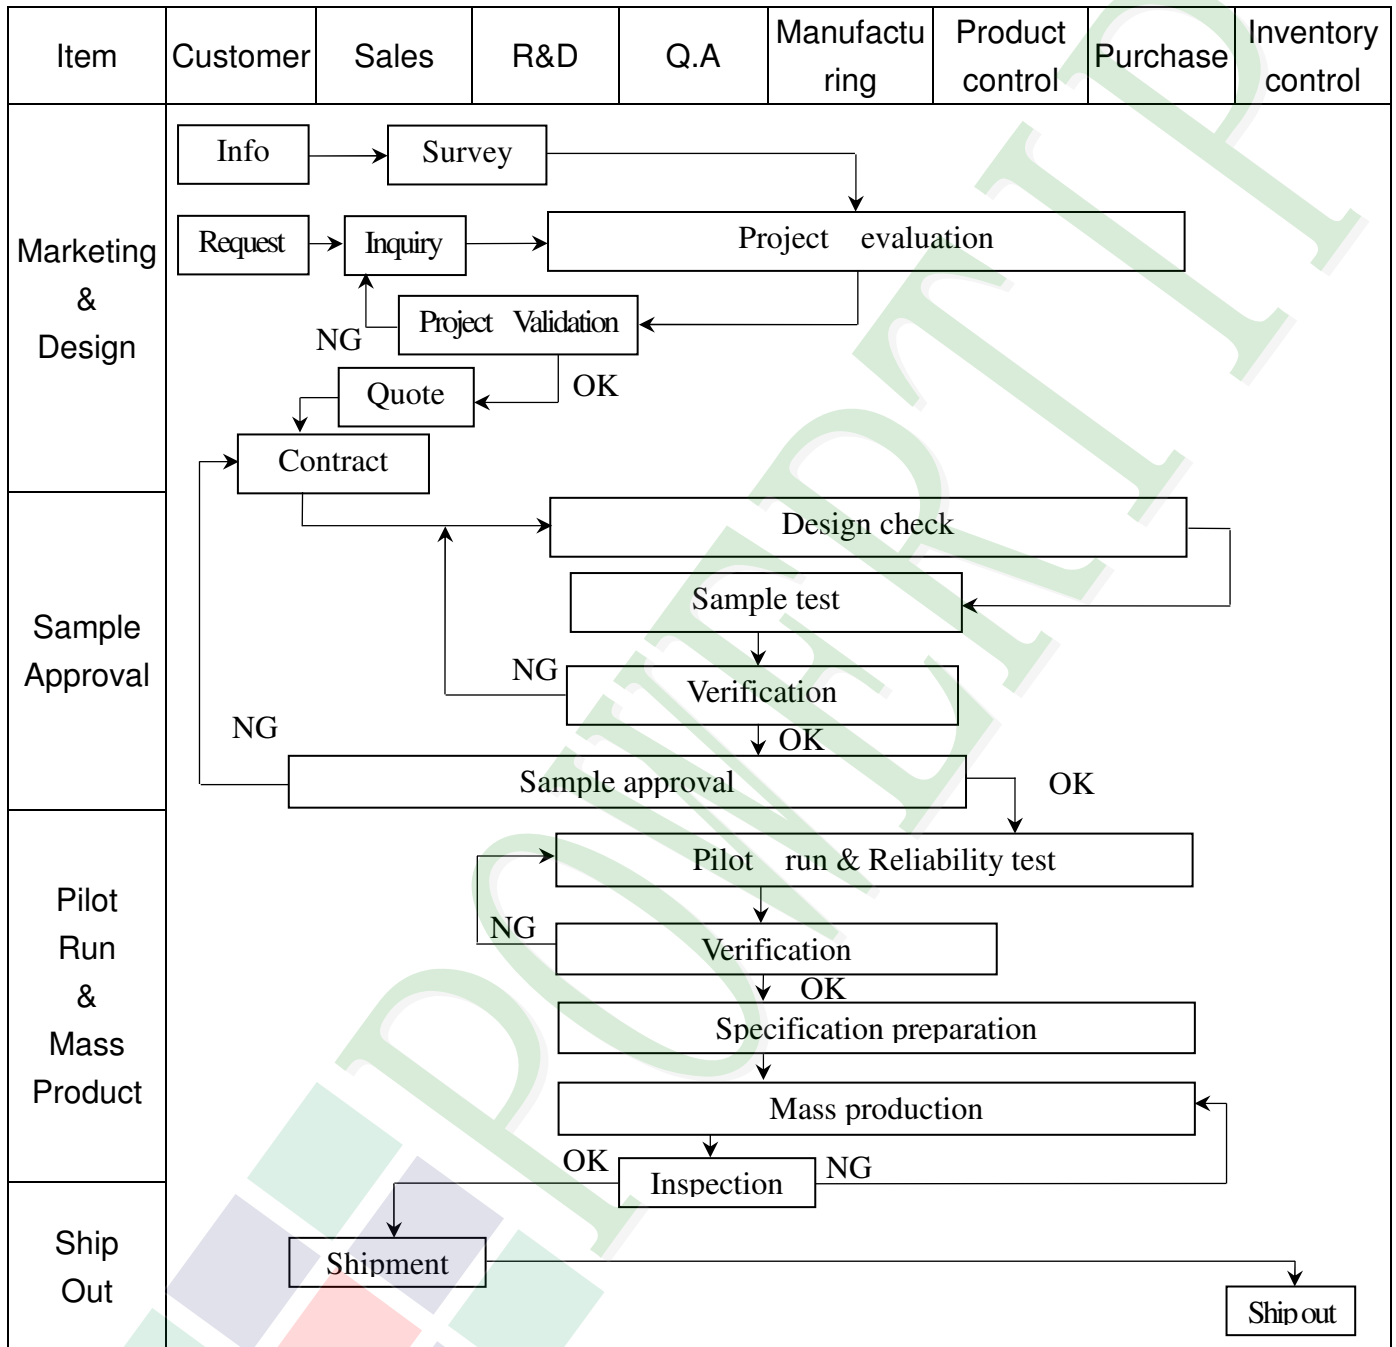 Item
Customer
Sales
R&D
Q.A
Manufactu
ring
Product
control
Purchase
Inventory
control
Marketing
&
Design
Info
Survey
Request
Inquiry
Project evaluation
Project Validation
NG
OK
Quote
Contract
Sample
Approval
Design check
Sample test
NG
Verification
NG
OK
Sample approval
OK
Pilot
Run
&
Mass
Product
Pilot run & Reliability test
NG
Verification
OK
Specification preparation
Mass production
OK
Inspection
NG
Ship
Out
Shipment
Ship out
POWERTIP